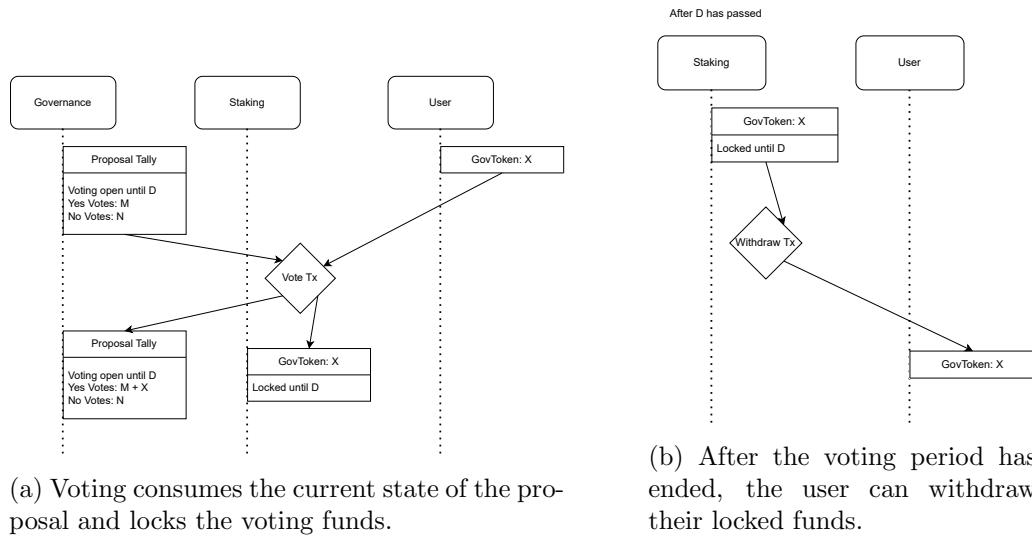 Governance
Staking
User
Proposal Tally
Voting open until D
Yes Votes: M
No Votes: N
GovToken: X
Vote Tx
Proposal Tally
Voting open until D
Yes Votes: M + X
No Votes: N
GovToken: X
Locked until D
(a) Voting consumes the current state of the pro-
posal and locks the voting funds.
After D has passed
Staking
User
GovToken: X
Locked until D
Withdraw Tx
GovToken: X
(b) After the voting period has
ended, the user can withdraw
their locked funds.